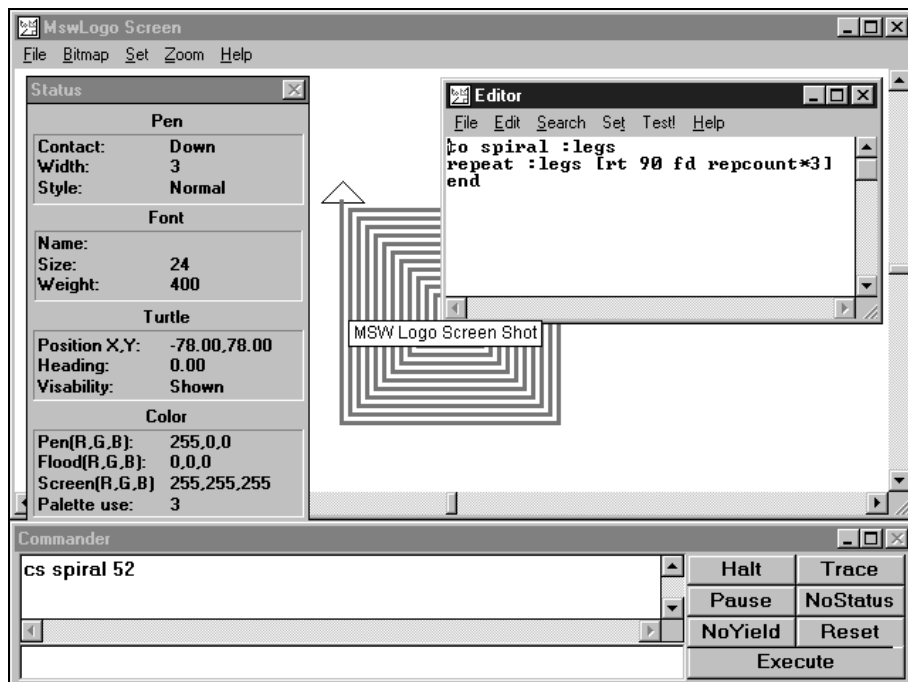 MswLogo Screen
File Bitmap Set Zoom Help
Status
Pen
Contact: Down
Width: 3
Style: Normal
Font
Name:
Size: 24
Weight: 400
Turtle
Position X,Y: -78.00,78.00
Heading: 0.00
Visability: Shown
Color
Pen(R,G,B): 255,0,0
Flood(R,G,B): 0,0,0
Screen(R,G,B) 255,255,255
Palette use: 3
Editor
File Edit Search Set Test! Help
to spiral :legs
repeat :legs [rt 90 fd repcount*3]
end
MSW Logo Screen Shot
Commander
cs spiral 52
Halt Trace
Pause NoStatus
NoYield Reset
Execute